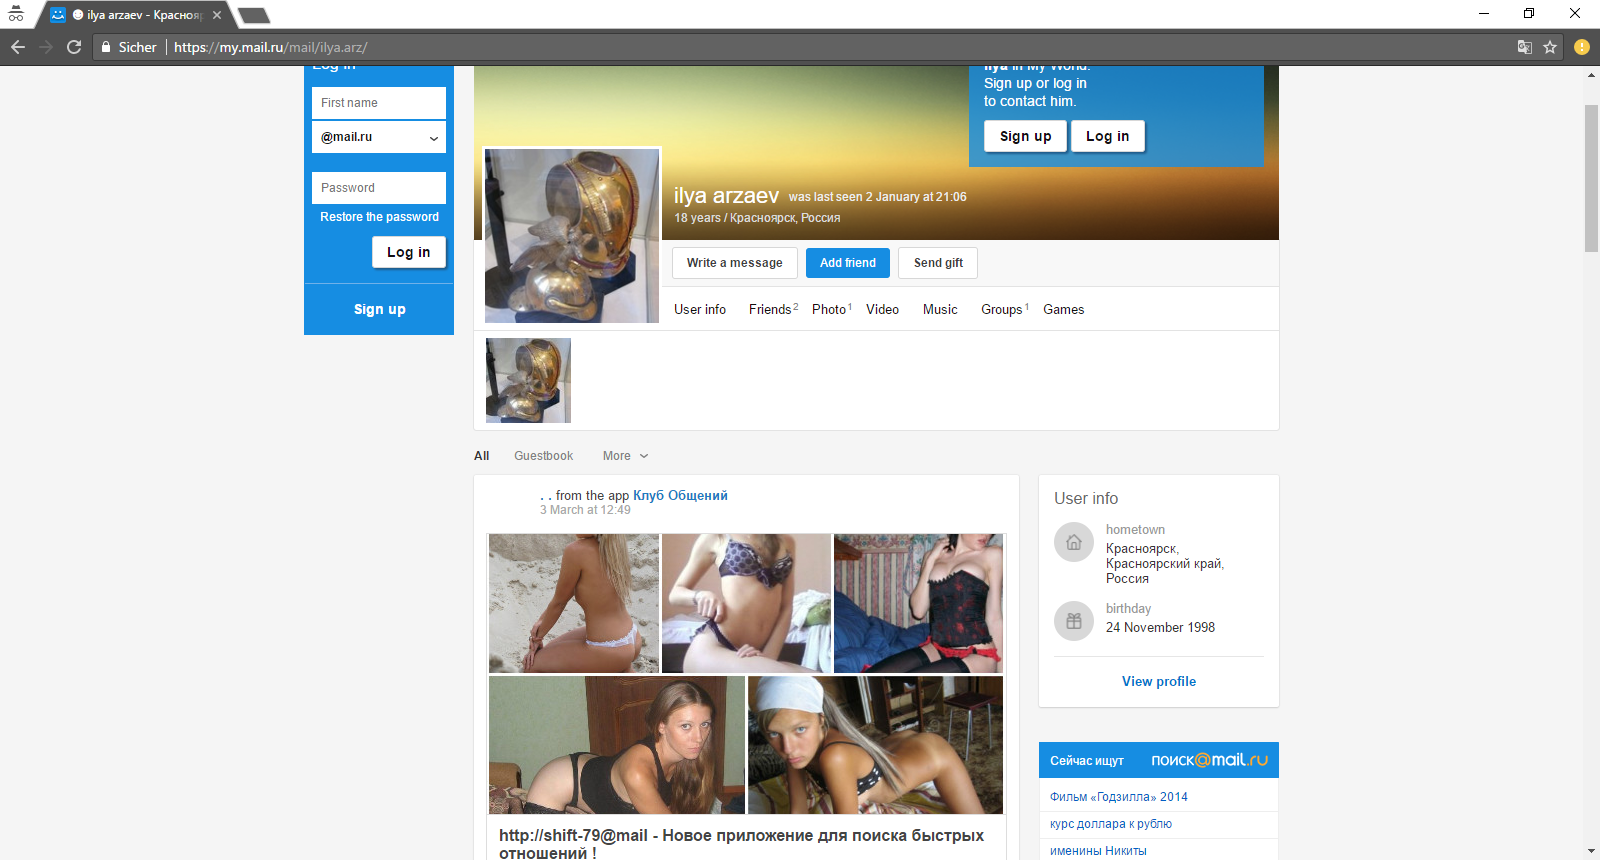 ilya arzaev - Краснояр
Sicher
https://my.mail.ru/mail/ilya.arz/
Log in
First name
@mail.ru
Password
Restore the password
Log in
Sign up
ilya in My World.
Sign up or log in
to contact him.
Sign up
Log in
ilya arzaev was last seen 2 January at 21:06
18 years / Красноярск, Россия
Write a message
Add friend
Send gift
User info
Friends 2
Photo 1
Video
Music
Groups 1
Games
All
Guestbook
More
. . from the app Клуб Общений
3 March at 12:49
http://shift-79@mail - Новое приложение для поиска быстрых
отношений !
User info
hometown
Красноярск,
Красноярский край,
Россия
birthday
24 November 1998
View profile
Сейчас ищут
поиск@mail.ru
Фильм «Годзилла» 2014
курс доллара к рублю
именины Никиты